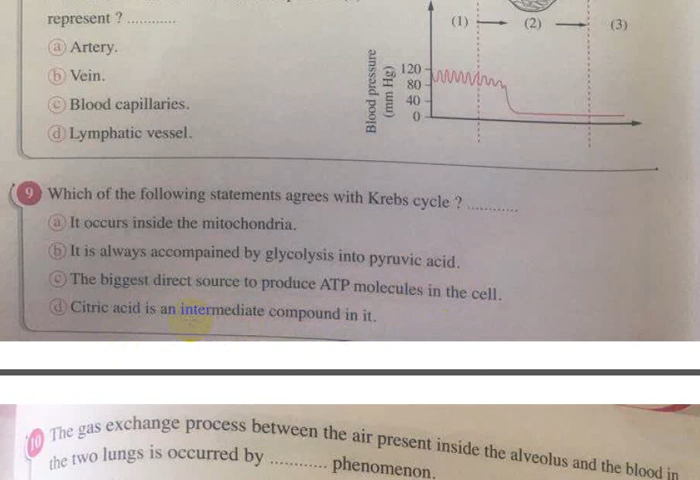 represent ? ............
ⓐ Artery.
ⓑ Vein.
ⓒ Blood capillaries.
ⓓ Lymphatic vessel.
(1) (2) (3)
Blood pressure
(mm Hg)
120
80
40
0
9 Which of the following statements agrees with Krebs cycle ? ............
ⓐ It occurs inside the mitochondria.
ⓑ It is always accompained by glycolysis into pyruvic acid.
ⓒ The biggest direct source to produce ATP molecules in the cell.
ⓓ Citric acid is an intermediate compound in it.
10 The gas exchange process between the air present inside the alveolus and the blood in
the two lungs is occurred by ............ phenomenon.